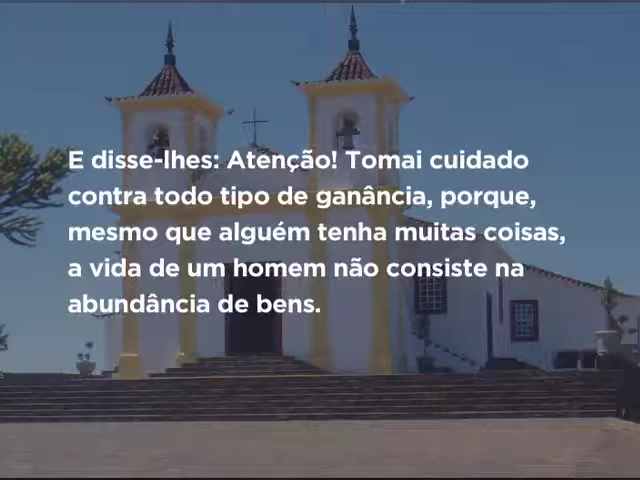 E disse-lhes: Atenção! Tomai cuidado
contra todo tipo de ganância, porque,
mesmo que alguém tenha muitas coisas,
a vida de um homem não consiste na
abundância de bens.